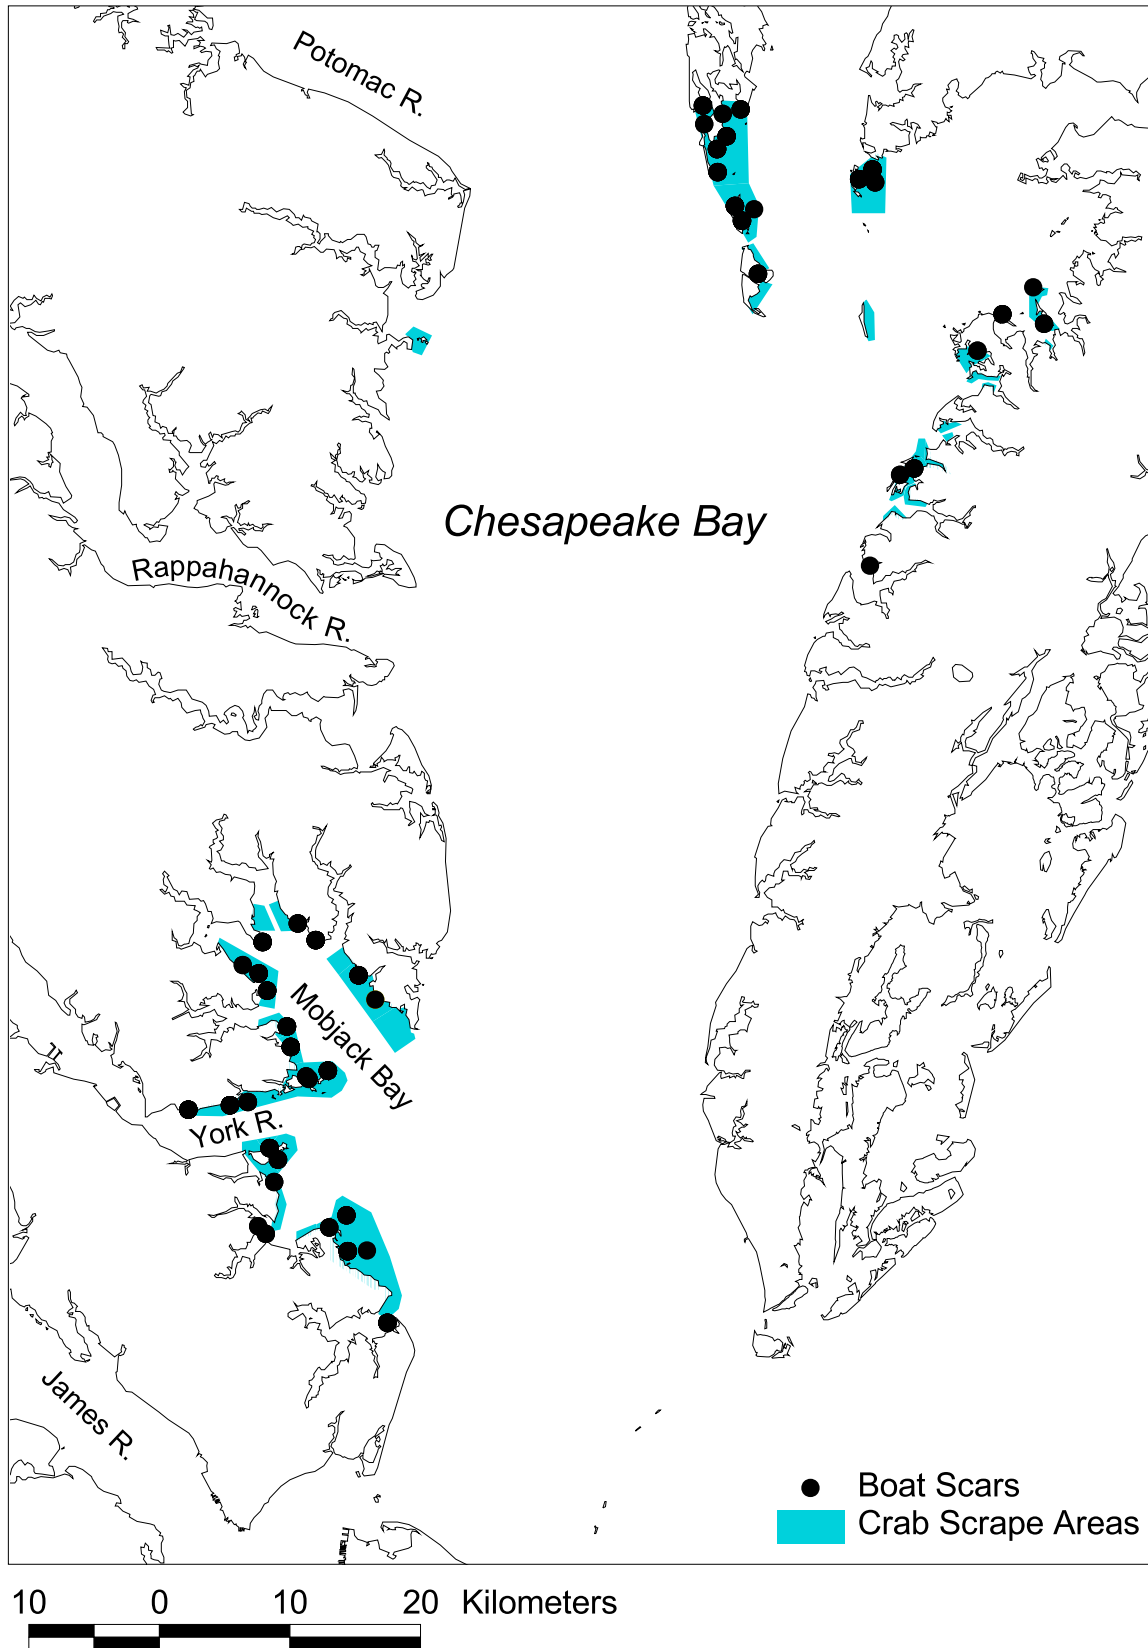 Potomac R.
Chesapeake Bay
Rappahannock R.
Mobjack Bay
York R.
James R.
Boat Scars
Crab Scrape Areas
10 0 10 20 Kilometers